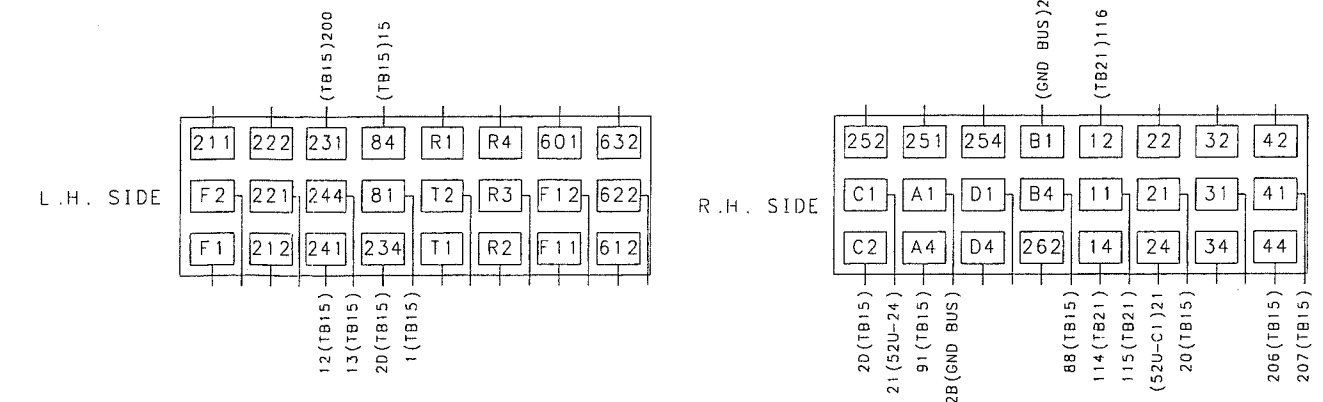 (TB15)200
(TB15)15
211 222 231 84 R1 R4 601 632
L.H. SIDE
F2 221 244 81 T2 R3 F12 622
F1 212 241 234 T1 R2 F11 612
12(TB15)
13(TB15)
2D(TB15)
1(TB15)
(GND BUS)2
(TB21)116
252 251 254 B1 12 22 32 42
R.H. SIDE
C1 A1 D1 B4 11 21 31 41
C2 A4 D4 262 14 24 34 44
2D(TB15)
21(52U-24)
91(TB15)
2B(GND BUS)
88(TB15)
114(TB21)
115(TB21)
(52U-C1)21
20(TB15)
206(TB15)
207(TB15)